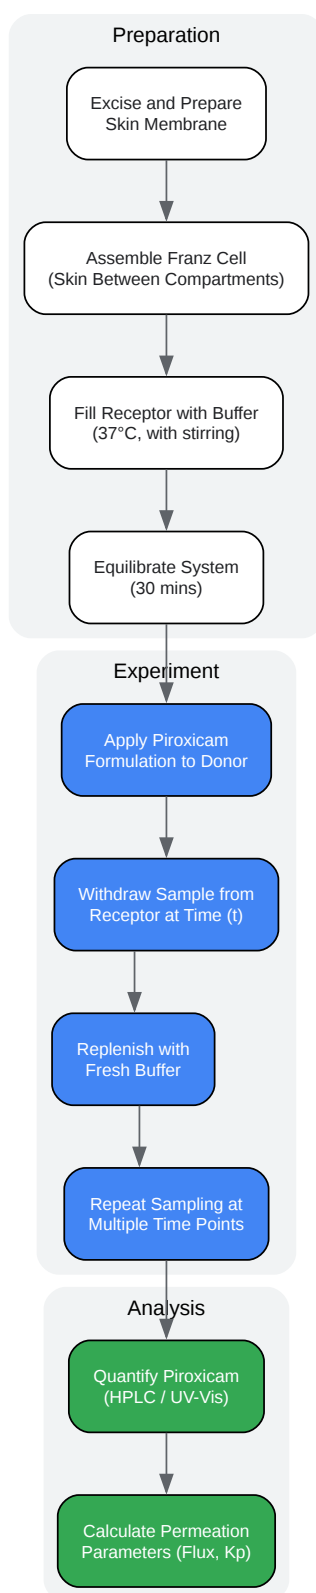 Preparation
Excise and Prepare
Skin Membrane
Assemble Franz Cell
(Skin Between Compartments)
Fill Receptor with Buffer
(37°C, with stirring)
Equilibrate System
(30 mins)
Experiment
Apply Piroxicam
Formulation to Donor
Withdraw Sample from
Receptor at Time (t)
Replenish with
Fresh Buffer
Repeat Sampling at
Multiple Time Points
Analysis
Quantify Piroxicam
(HPLC / UV-Vis)
Calculate Permeation
Parameters (Flux, Kp)